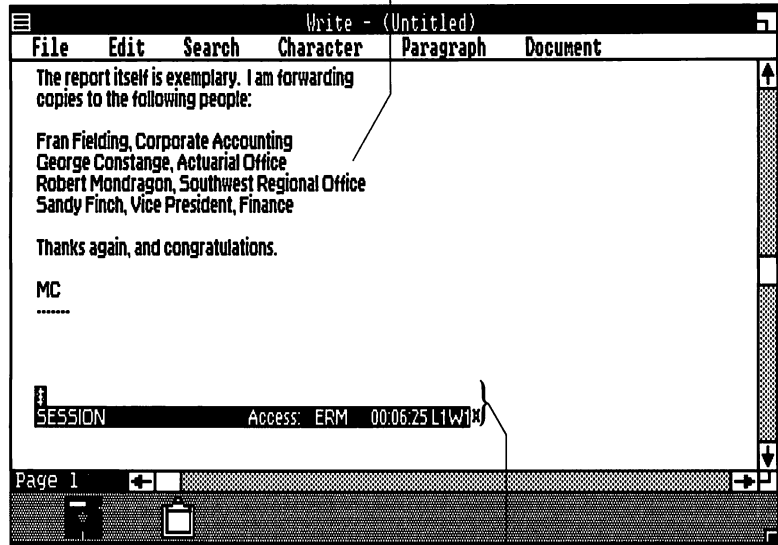 Write - (Untitled)
File Edit Search Character Paragraph Document
The report itself is exemplary. I am forwarding
copies to the following people:
Fran Fielding, Corporate Accounting
George Constange, Actuarial Office
Robert Mondragon, Southwest Regional Office
Sandy Finch, Vice President, Finance
Thanks again, and congratulations.
MC
.......
SESSION Access: ERM 00:06:25 L1W1X
Page 1